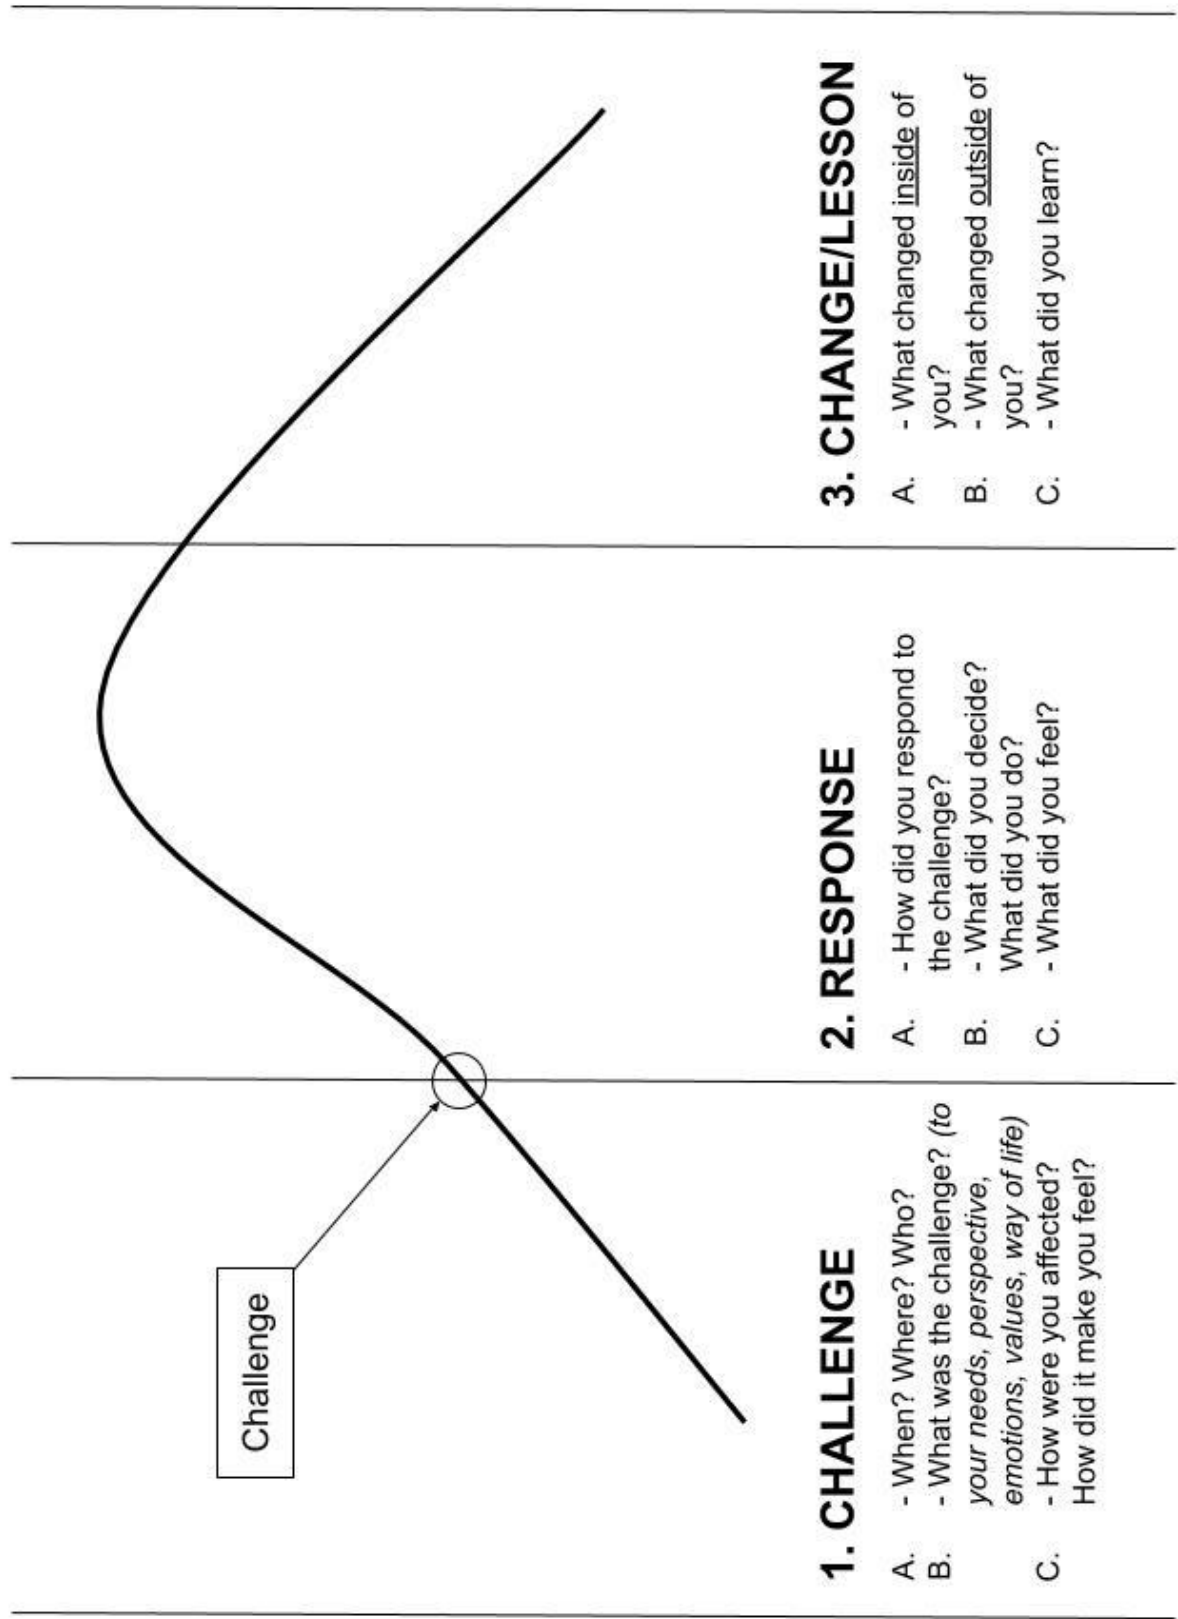 Challenge
1. CHALLENGE
A. - When? Where? Who?
B. - What was the challenge? (to
your needs, perspective,
emotions, values, way of life)
C. - How were you affected?
How did it make you feel?
2. RESPONSE
A. - How did you respond to
the challenge?
B. - What did you decide?
What did you do?
C. - What did you feel?
3. CHANGE/LESSON
A. - What changed inside of
you?
B. - What changed outside of
you?
C. - What did you learn?